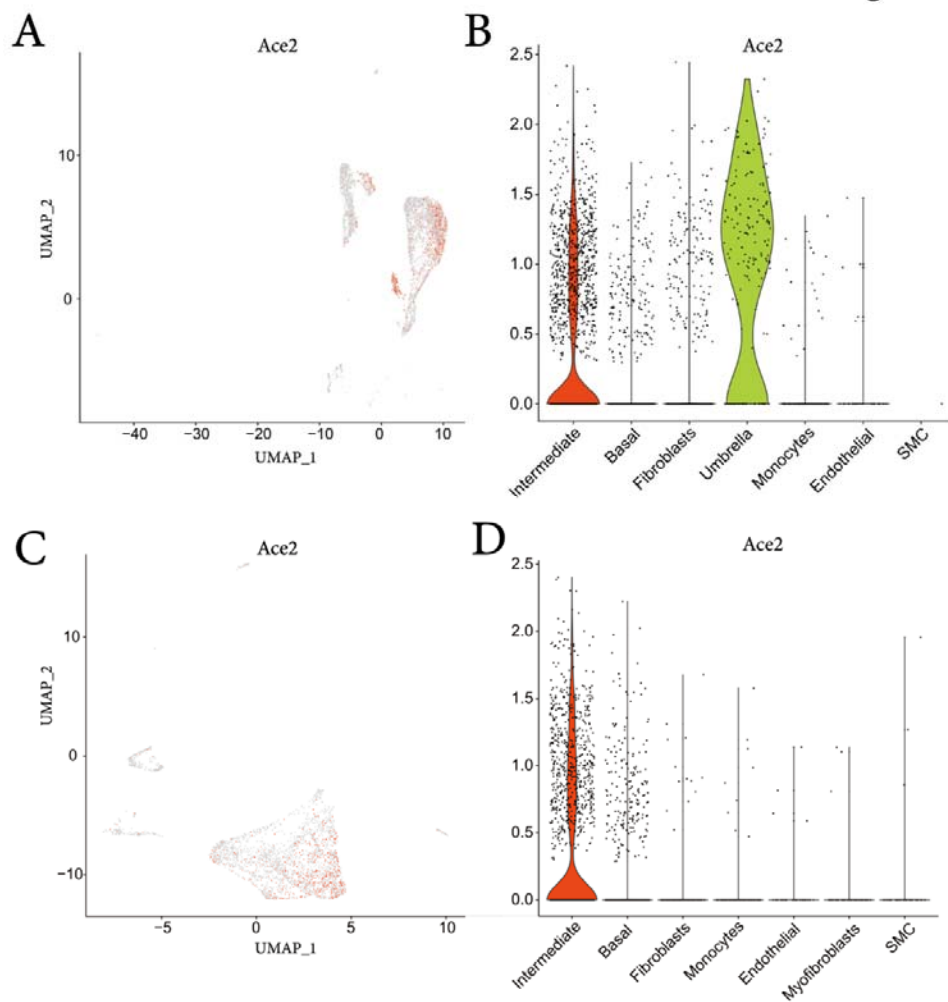 A
Ace2
UMAP_2
10
0
−40 −30 −20 −10 0 10
UMAP_1
B
Ace2
2.5
2.0
1.5
1.0
0.5
0.0
Intermediate
Basal
Fibroblasts
Umbrella
Monocytes
Endothelial
SMC
C
Ace2
UMAP_2
10
0
−10
−5 0 5 10
UMAP_1
D
Ace2
2.5
2.0
1.5
1.0
0.5
0.0
Intermediate
Basal
Fibroblasts
Monocytes
Endothelial
Myofibroblasts
SMC